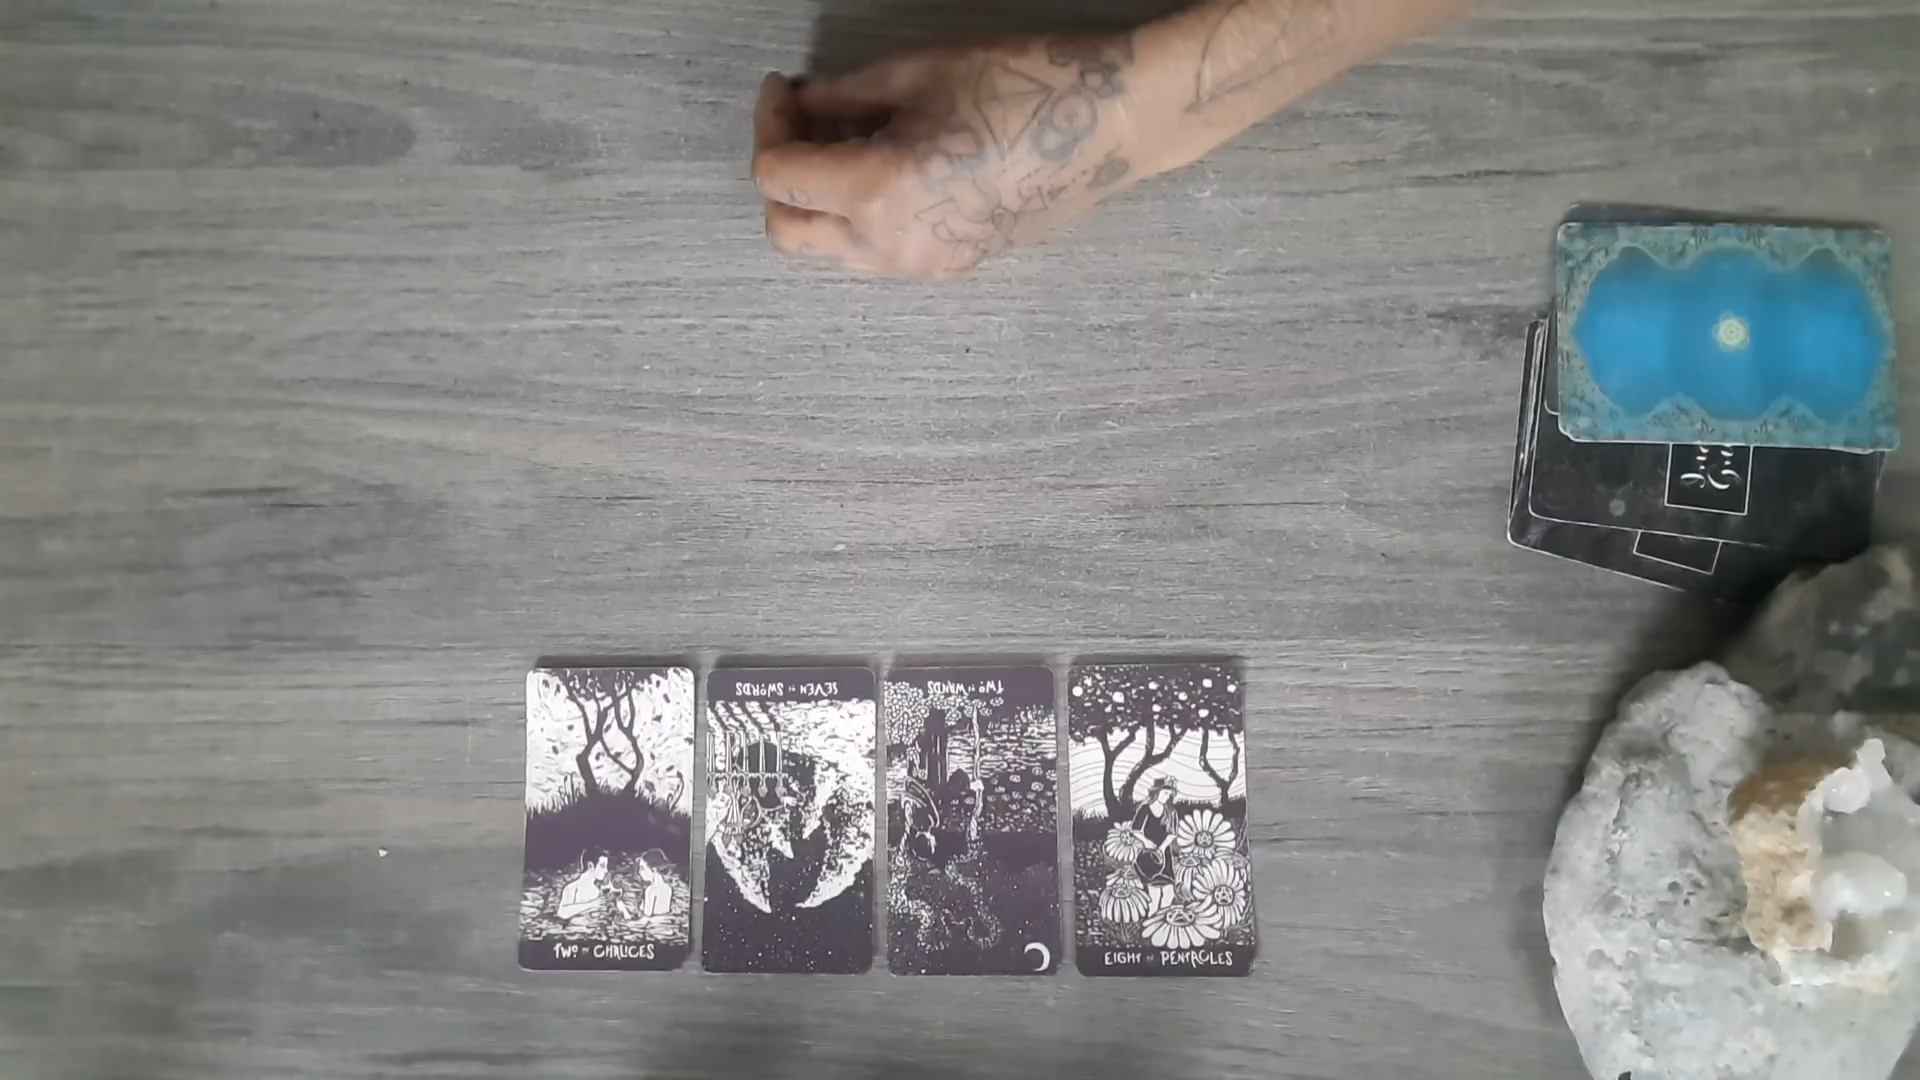 SEVEN OF SWORDS
TWO OF WANDS
TWO OF CHALICES
EIGHT OF PENTACLES